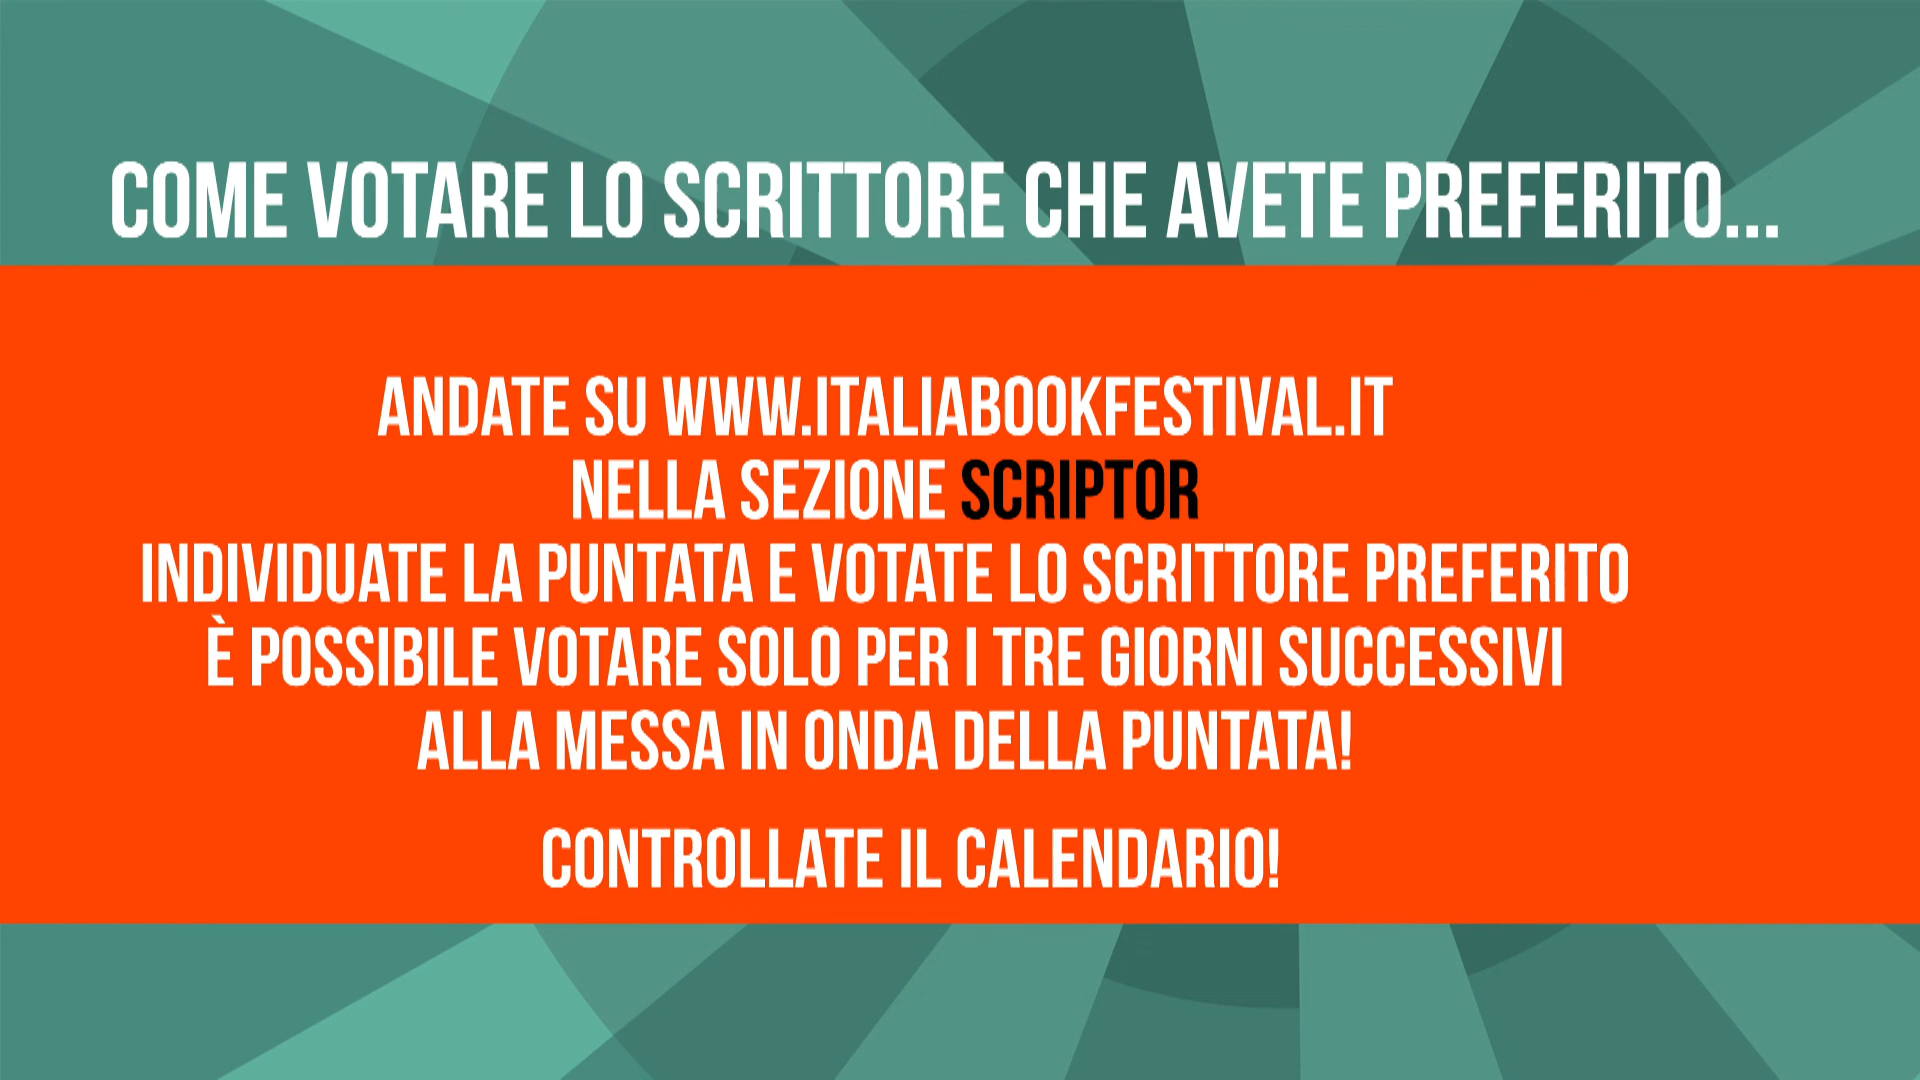 COME VOTARE LO SCRITTORE CHE AVETE PREFERITO...
ANDATE SU WWW.ITALIABOOKFESTIVAL.IT
NELLA SEZIONE SCRIPTOR
INDIVIDUATE LA PUNTATA E VOTATE LO SCRITTORE PREFERITO
È POSSIBILE VOTARE SOLO PER I TRE GIORNI SUCCESSIVI
ALLA MESSA IN ONDA DELLA PUNTATA!
CONTROLLATE IL CALENDARIO!